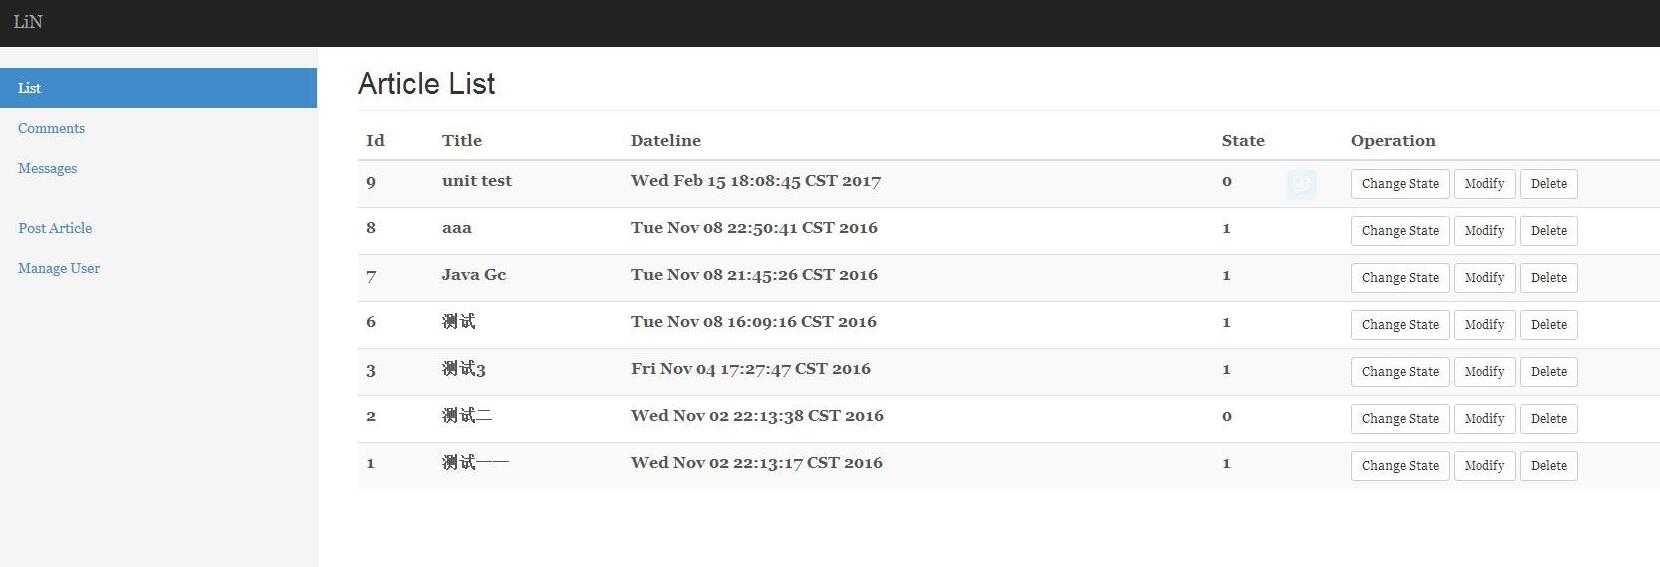 LiN
List
Comments
Messages
Post Article
Manage User
Article List
Id Title Dateline State Operation
9 unit test Wed Feb 15 18:08:45 CST 2017 0 Change State Modify Delete
8 aaa Tue Nov 08 22:50:41 CST 2016 1 Change State Modify Delete
7 Java Gc Tue Nov 08 21:45:26 CST 2016 1 Change State Modify Delete
6 测试 Tue Nov 08 16:09:16 CST 2016 1 Change State Modify Delete
3 测试3 Fri Nov 04 17:27:47 CST 2016 1 Change State Modify Delete
2 测试二 Wed Nov 02 22:13:38 CST 2016 0 Change State Modify Delete
1 测试一一 Wed Nov 02 22:13:17 CST 2016 1 Change State Modify Delete